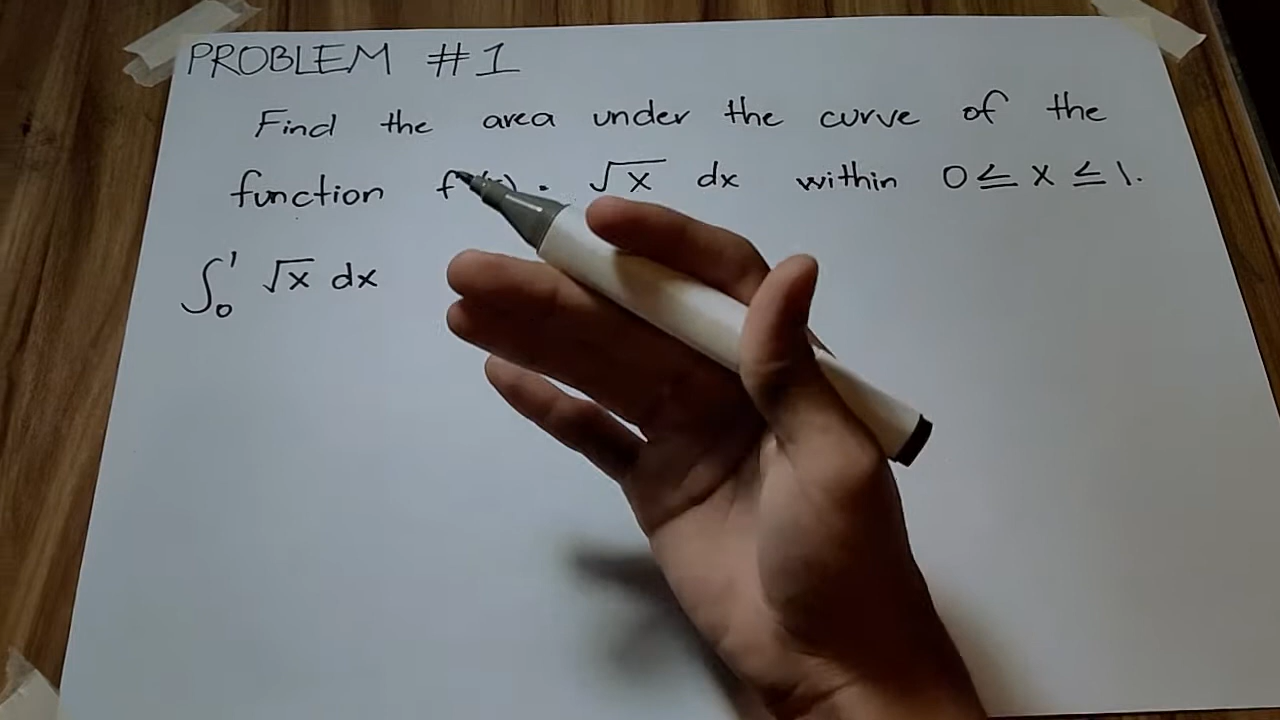 PROBLEM #1
Find the area under the curve of the
function √x dx within 0 ≤ x ≤ 1.
∫₀¹ √x dx